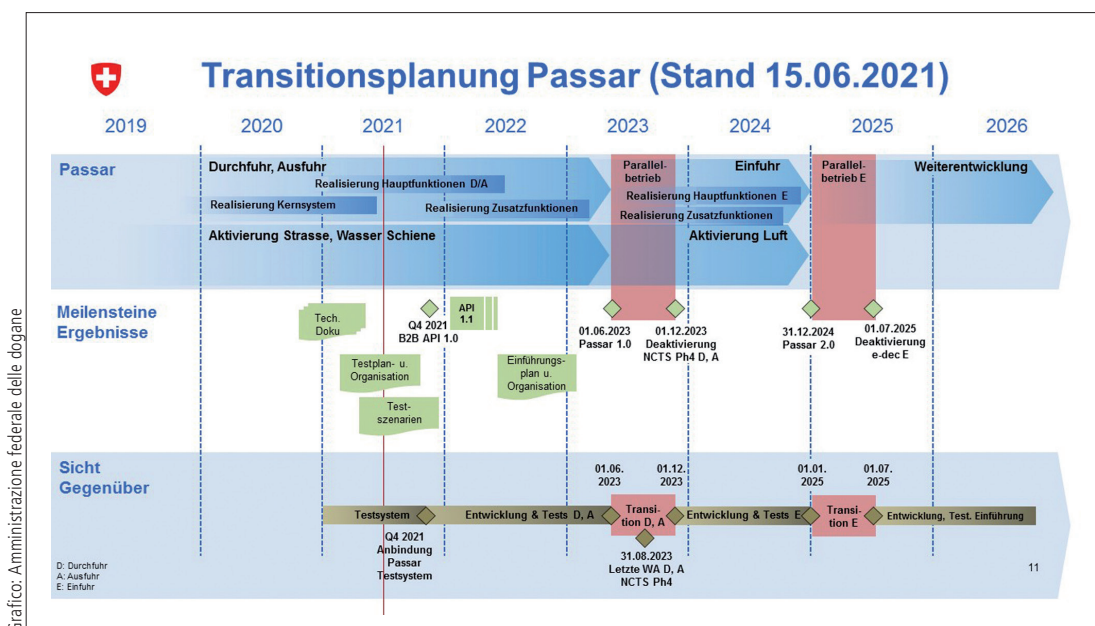 Transitionsplanung Passar (Stand 15.06.2021)
2019 2020 2021 2022 2023 2024 2025 2026
Passar
Durchfuhr, Ausfuhr
Realisierung Hauptfunktionen D/A
Realisierung Kernsystem
Realisierung Zusatzfunktionen
Aktivierung Strasse, Wasser Schiene
Parallel-
betrieb
Einfuhr
Realisierung Hauptfunktionen E
Realisierung Zusatzfunktionen
Aktivierung Luft
Parallel-
betrieb E
Weiterentwicklung
Meilensteine
Ergebnisse
Tech.
Doku
Q4 2021
B2B API 1.0
API
1.1
Testplan- u.
Organisation
Test-
szenarien
Einführungs-
plan u.
Organisation
01.06.2023
Passar 1.0
01.12.2023
Deaktivierung
NCTS Ph4 D, A
31.12.2024
Passar 2.0
01.07.2025
Deaktivierung
e-dec E
Sicht
Gegenüber
01.06.
2023
01.12.
2023
01.01.
2025
01.07.
2025
Testsystem
Entwicklung & Tests D, A
Transi-
tion D, A
Entwicklung & Tests E
Transi-
tion E
Entwicklung, Test. Einführung
Q4 2021
Anbindung
Passar
Testsystem
31.08.2023
Letzte WA D, A
NCTS Ph4
D: Durchfuhr
A: Ausfuhr
E: Einfuhr
11
Grafico: Amministrazione federale delle dogane